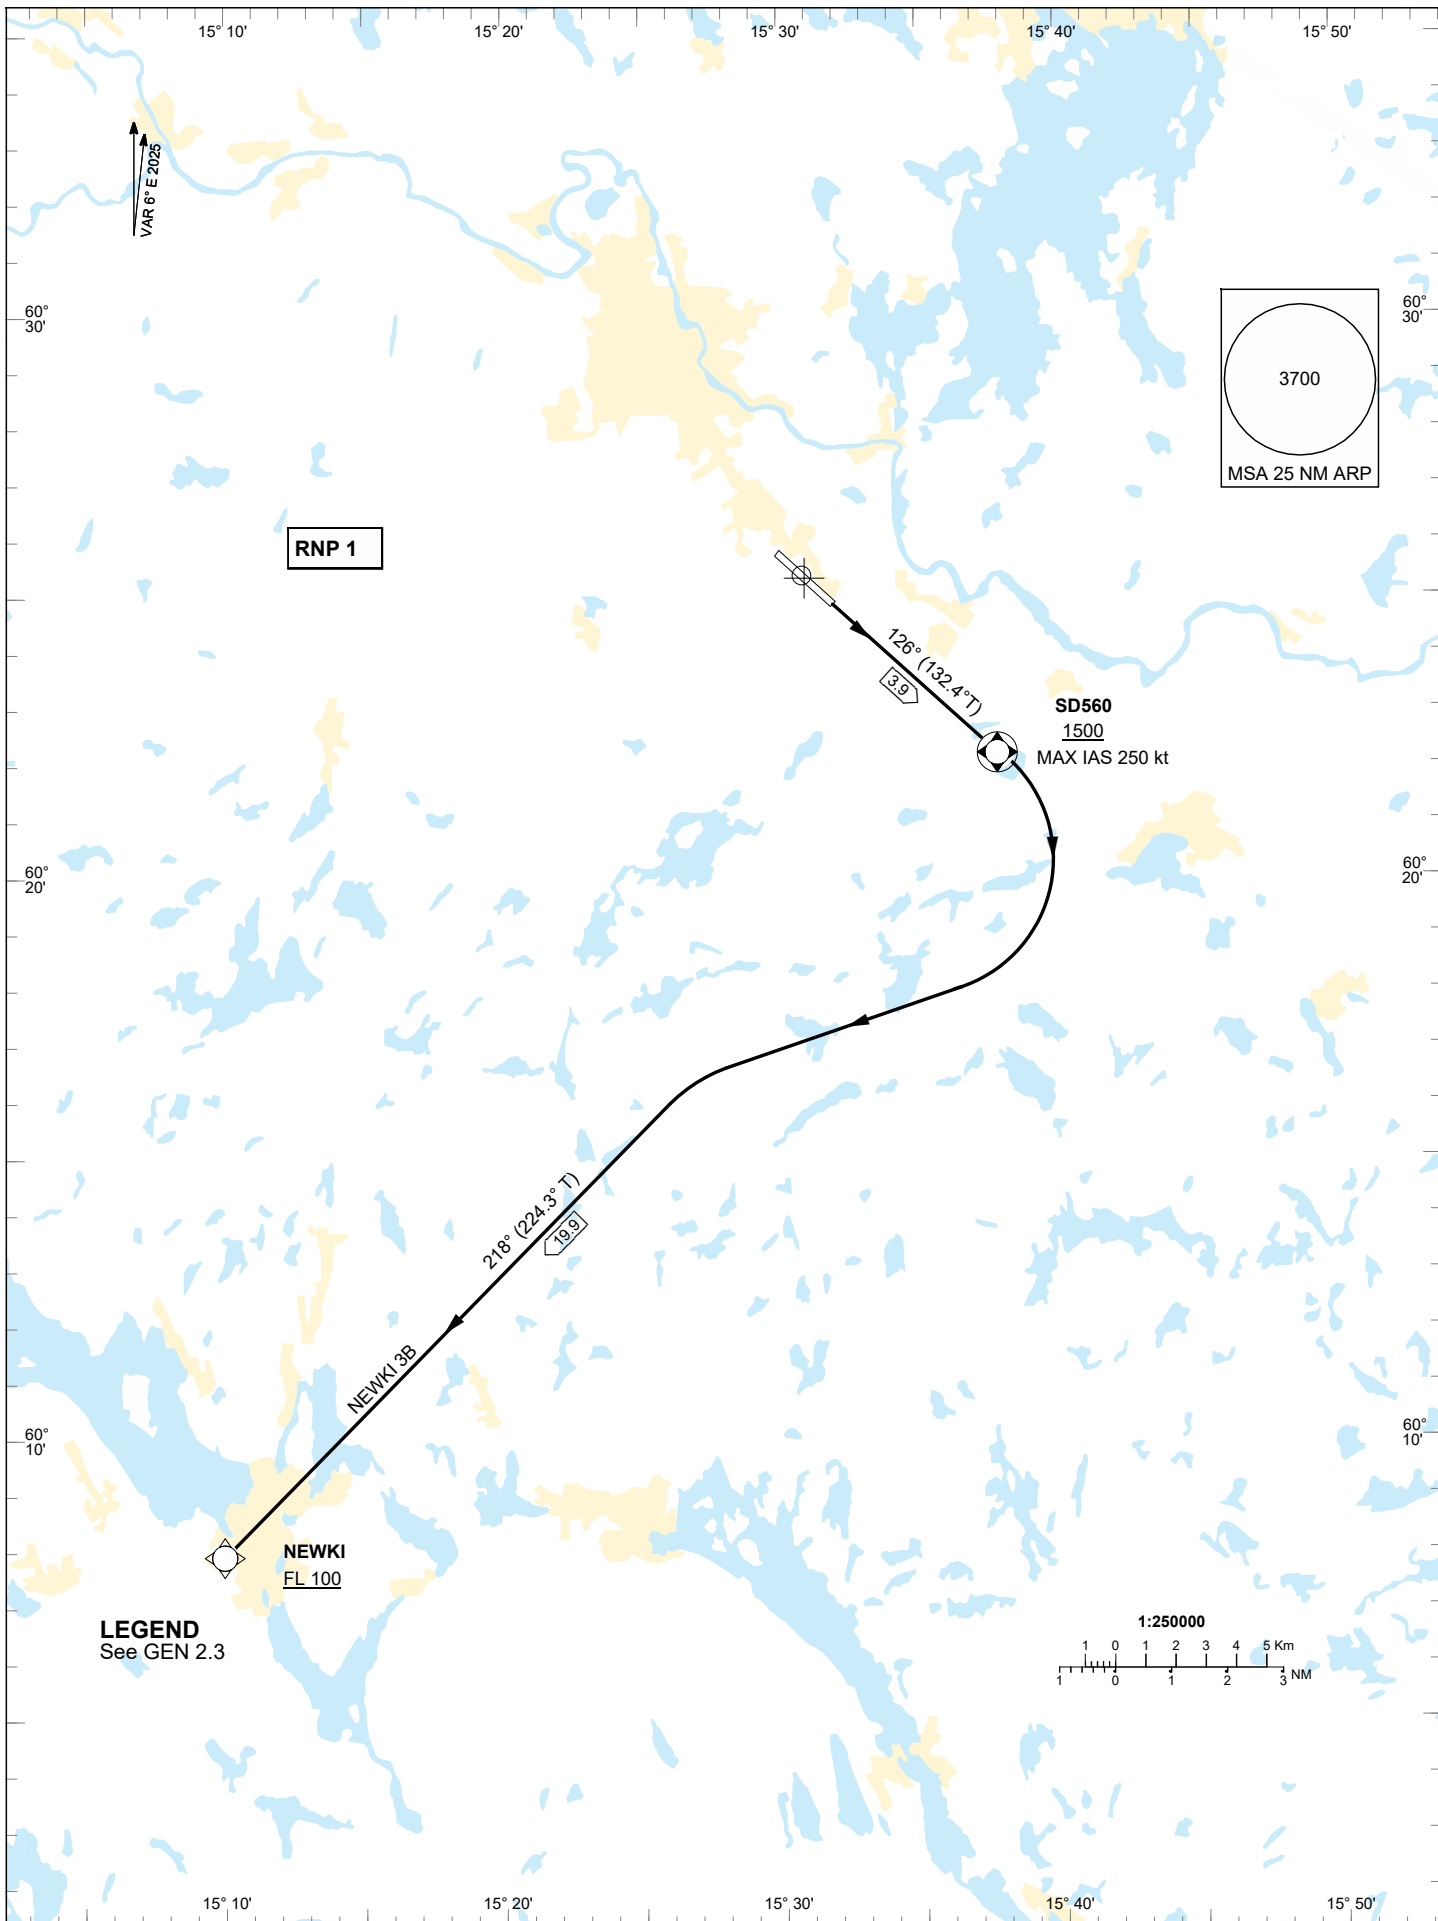 15° 10'
15° 20'
15° 30'
15° 40'
15° 50'
VAR 6° E 2025
60°
30'
60°
30'
3700
MSA 25 NM ARP
RNP 1
126° (132.4°T)
3.9
SD560
1500
MAX IAS 250 kt
60°
20'
60°
20'
218° (224.3° T)
19.9
NEWKI 3B
60°
10'
60°
10'
NEWKI
FL 100
LEGEND
See GEN 2.3
1:250000
1 0 1 2 3 4 5 Km
1 0 1 2 3 NM
15° 10'
15° 20'
15° 30'
15° 40'
15° 50'